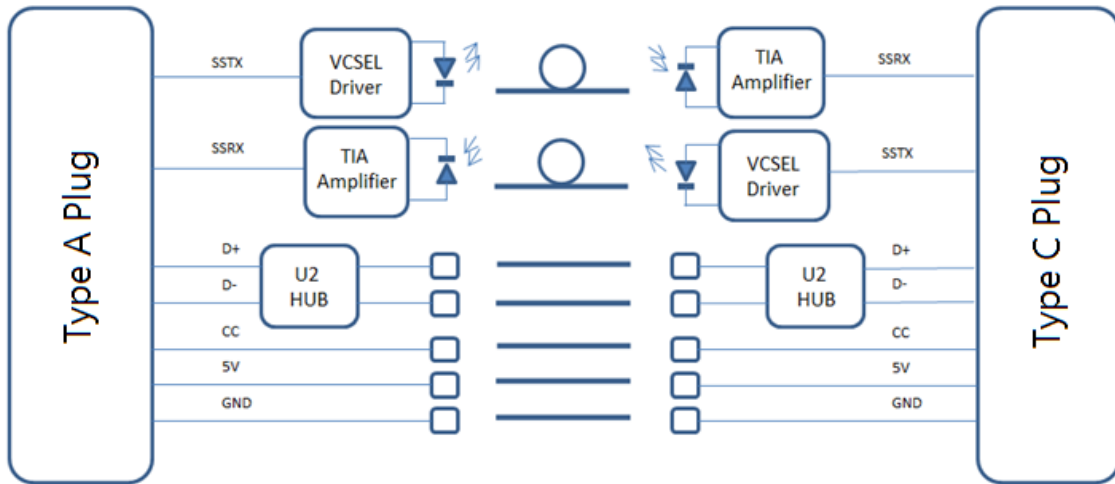 Type A Plug
SSTX
VCSEL
Driver
TIA
Amplifier
SSRX
SSRX
TIA
Amplifier
VCSEL
Driver
SSTX
D+
D-
U2
HUB
U2
HUB
D+
D-
CC
CC
5V
5V
GND
GND
Type C Plug